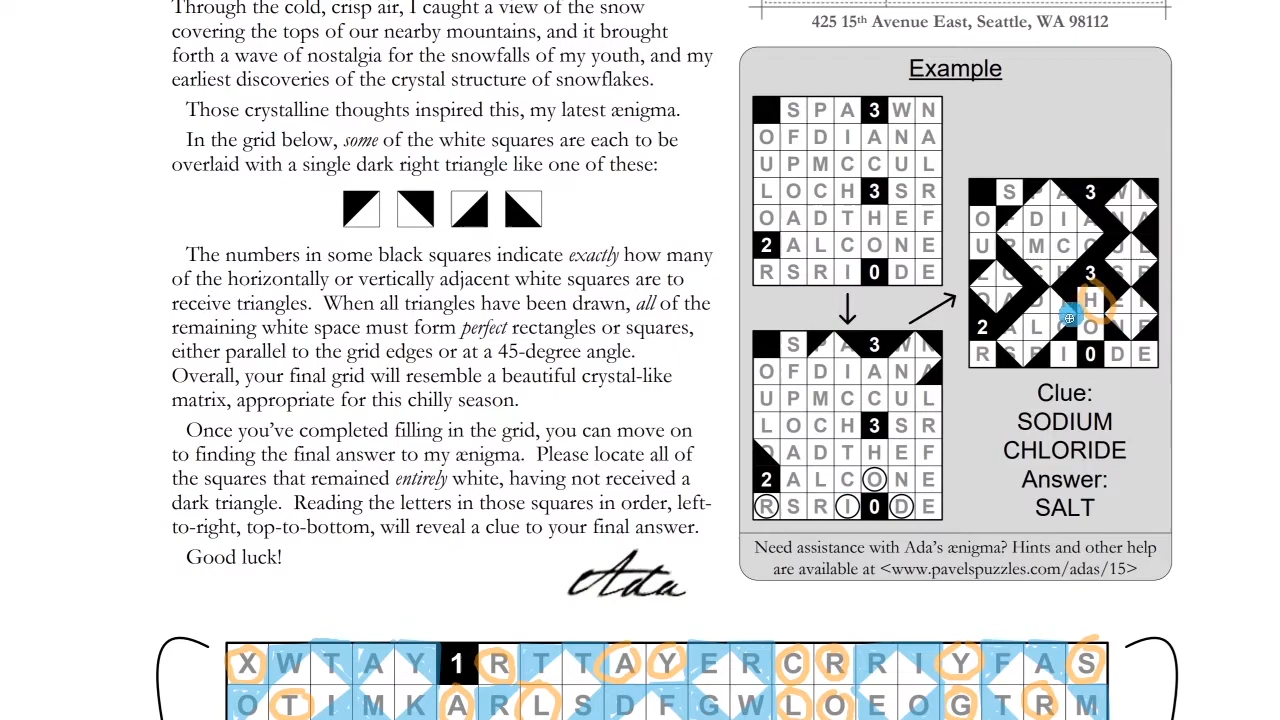 Through the cold, crisp air, I caught a view of the snow
covering the tops of our nearby mountains, and it brought
forth a wave of nostalgia for the snowfalls of my youth, and my
earliest discoveries of the crystal structure of snowflakes.
Those crystalline thoughts inspired this, my latest ænigma.
In the grid below, some of the white squares are each to be
overlaid with a single dark right triangle like one of these:
The numbers in some black squares indicate exactly how many
of the horizontally or vertically adjacent white squares are to
receive triangles. When all triangles have been drawn, all of the
remaining white space must form perfect rectangles or squares,
either parallel to the grid edges or at a 45-degree angle.
Overall, your final grid will resemble a beautiful crystal-like
matrix, appropriate for this chilly season.
Once you've completed filling in the grid, you can move on
to finding the final answer to my ænigma. Please locate all of
the squares that remained entirely white, having not received a
dark triangle. Reading the letters in those squares in order, left-
to-right, top-to-bottom, will reveal a clue to your final answer.
Good luck!
Ada
425 15th Avenue East, Seattle, WA 98112
Example
S P A 3 W N
O F D I A N A
U P M C C U L
L O C H 3 S R
O A D T H E F
2 A L C O N E
R S R I 0 D E
S P A 3 W N
O F D I A N A
U P M C C U L
L O C H 3 S R
O A D T H E F
2 A L C O N E
R S R I 0 D E
S P A 3 W N
O F D I A N A
U P M C C U L
L O C H 3 S R
O A D T H E F
2 A L C O N E
R S R I 0 D E
Clue:
SODIUM
CHLORIDE
Answer:
SALT
Need assistance with Ada's ænigma? Hints and other help
are available at <www.pavelspuzzles.com/adas/15>
X W T A Y 1 R T T A Y E R C R R I Y F A S
O T I M K A R L S D F G W L O E O G T R M